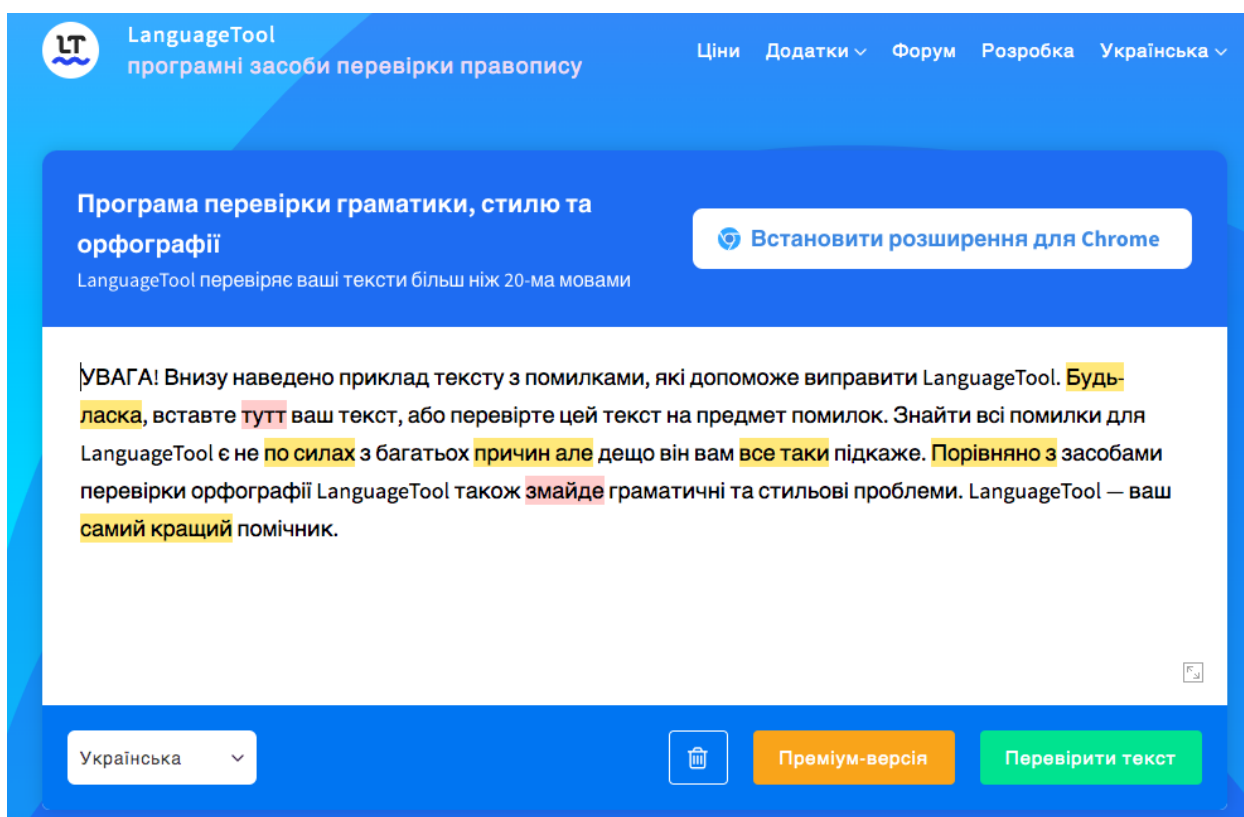 LT
LanguageTool
програмні засоби перевірки правопису
Ціни Додатки Форум Розробка Українська
Програма перевірки граматики, стилю та
орфографії
LanguageTool перевіряє ваші тексти більш ніж 20-ма мовами
Встановити розширення для Chrome
УВАГА! Внизу наведено приклад тексту з помилками, які допоможе виправити LanguageTool. Будь-
ласка, вставте тутт ваш текст, або перевірте цей текст на предмет помилок. Знайти всі помилки для
LanguageTool є не по силах з багатьох причин але дещо він вам все таки підкаже. Порівняно з засобами
перевірки орфографії LanguageTool також змайде граматичні та стильові проблеми. LanguageTool — ваш
самий кращий помічник.
Українська
Преміум-версія
Перевірити текст